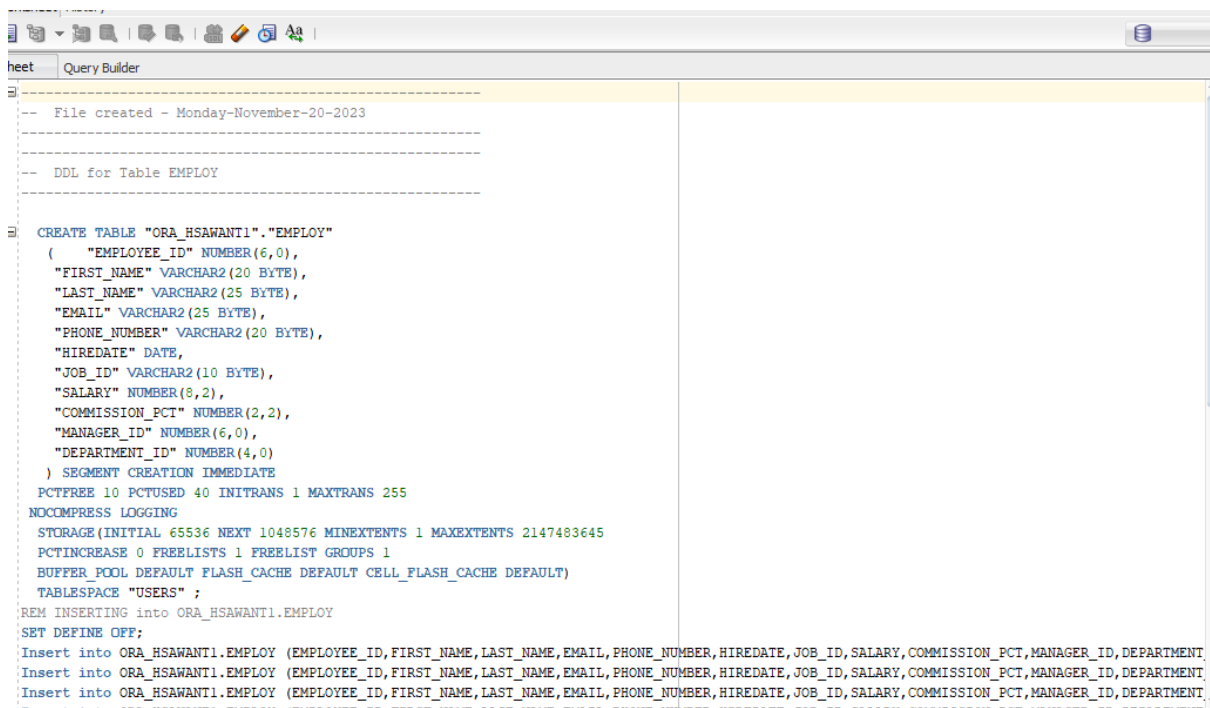 Aa
heet Query Builder
------------------------------------------------------
-- File created - Monday-November-20-2023
------------------------------------------------------
------------------------------------------------------
-- DDL for Table EMPLOY
------------------------------------------------------
CREATE TABLE "ORA_HSAWANT1"."EMPLOY"
( "EMPLOYEE_ID" NUMBER(6,0),
"FIRST_NAME" VARCHAR2(20 BYTE),
"LAST_NAME" VARCHAR2(25 BYTE),
"EMAIL" VARCHAR2(25 BYTE),
"PHONE_NUMBER" VARCHAR2(20 BYTE),
"HIREDATE" DATE,
"JOB_ID" VARCHAR2(10 BYTE),
"SALARY" NUMBER(8,2),
"COMMISSION_PCT" NUMBER(2,2),
"MANAGER_ID" NUMBER(6,0),
"DEPARTMENT_ID" NUMBER(4,0)
) SEGMENT CREATION IMMEDIATE
PCTFREE 10 PCTUSED 40 INITRANS 1 MAXTRANS 255
NOCOMPRESS LOGGING
STORAGE(INITIAL 65536 NEXT 1048576 MINEXTENTS 1 MAXEXTENTS 2147483645
PCTINCREASE 0 FREELISTS 1 FREELIST GROUPS 1
BUFFER_POOL DEFAULT FLASH_CACHE DEFAULT CELL_FLASH_CACHE DEFAULT)
TABLESPACE "USERS" ;
REM INSERTING into ORA_HSAWANT1.EMPLOY
SET DEFINE OFF;
Insert into ORA_HSAWANT1.EMPLOY (EMPLOYEE_ID,FIRST_NAME,LAST_NAME,EMAIL,PHONE_NUMBER,HIREDATE,JOB_ID,SALARY,COMMISSION_PCT,MANAGER_ID,DEPARTMENT
Insert into ORA_HSAWANT1.EMPLOY (EMPLOYEE_ID,FIRST_NAME,LAST_NAME,EMAIL,PHONE_NUMBER,HIREDATE,JOB_ID,SALARY,COMMISSION_PCT,MANAGER_ID,DEPARTMENT
Insert into ORA_HSAWANT1.EMPLOY (EMPLOYEE_ID,FIRST_NAME,LAST_NAME,EMAIL,PHONE_NUMBER,HIREDATE,JOB_ID,SALARY,COMMISSION_PCT,MANAGER_ID,DEPARTMENT